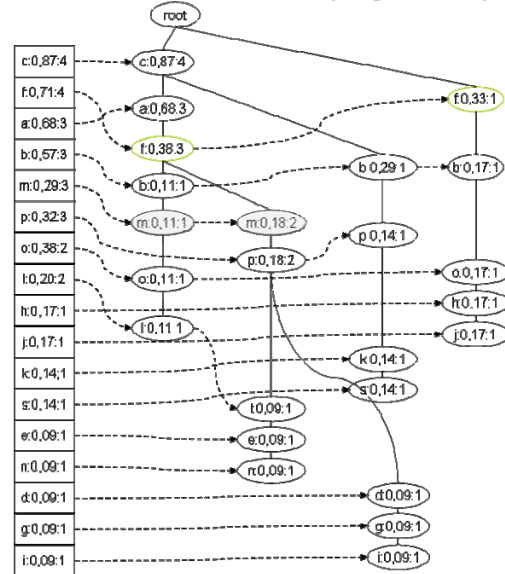 root
c:0,87:4 c:0,87:4
f:0,71:4 f:0,33:1
a:0,68:3 a:0,68:3
f:0,38:3
b:0,57:3 b:0,11:1 b:0,29:1 b:0,17:1
m:0,29:3 m:0,11:1 m:0,18:2
p:0,32:3 p:0,18:2 p:0,14:1
o:0,38:2 o:0,11:1 o:0,17:1
l:0,20:2 l:0,11:1
h:0,17:1 h:0,17:1
j:0,17:1 j:0,17:1
k:0,14;1 k:0,14:1
s:0,14:1 s:0,14:1
l:0,09:1
e:0,09:1 e:0,09:1
n:0,09:1 n:0,09:1
d:0,09:1 d:0,09:1
g:0,09:1 g:0,09:1
i:0,09:1 i:0,09:1